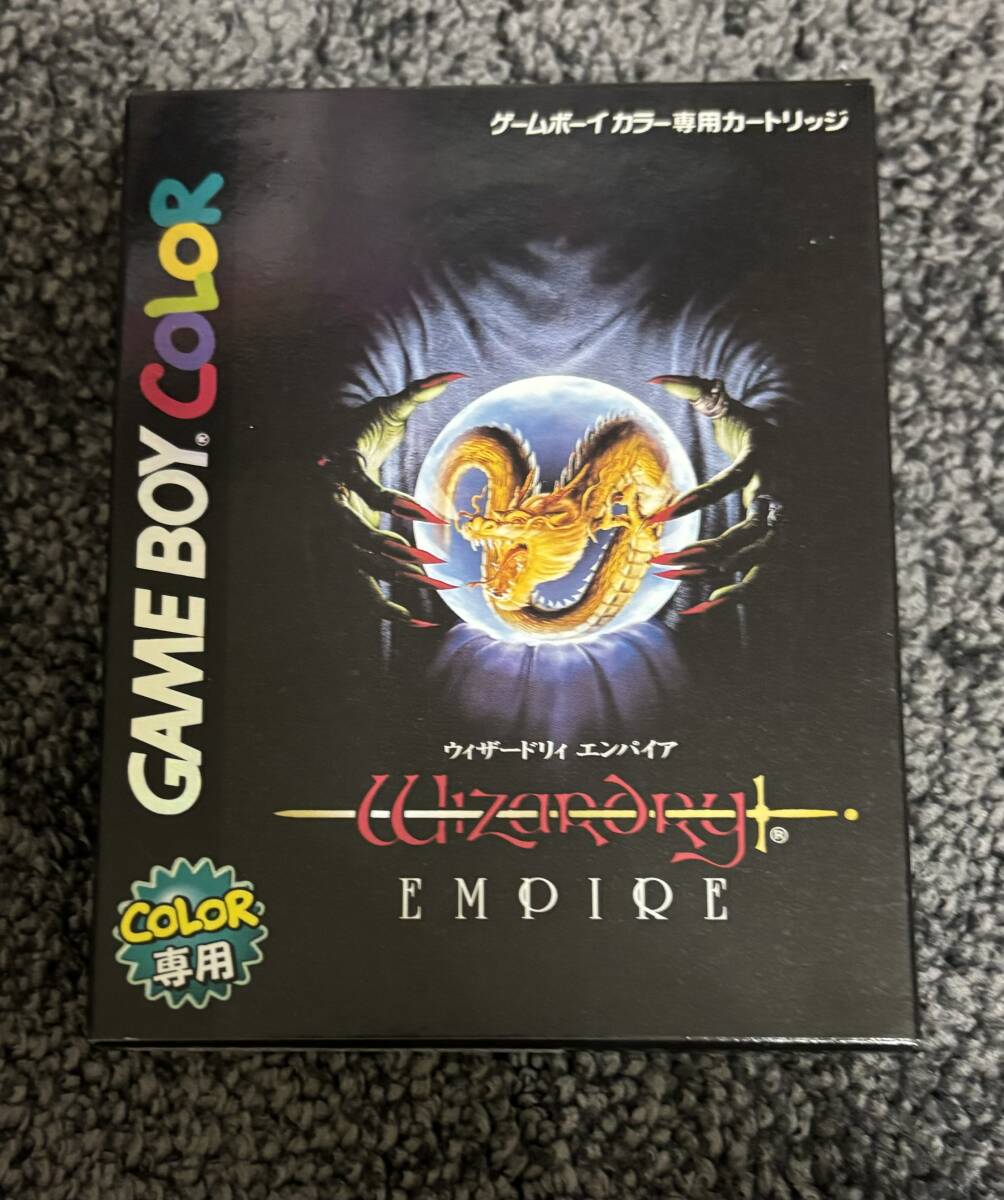 ゲームボーイカラー専用カートリッジ
GAME BOY® COLOR
ウィザードリィ エンパイア
Wizardry®
EMPIRE
COLOR
専用